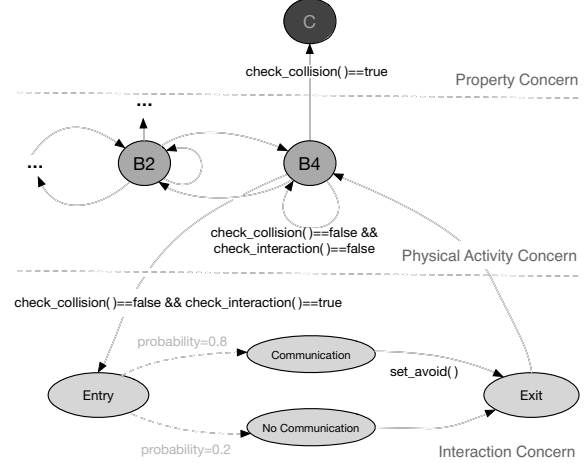 C
check_collision()==true
Property Concern
...
...
B2
B4
check_collision()==false &&
check_interaction()==false
Physical Activity Concern
check_collision()==false && check_interaction()==true
probability=0.8
Communication
set_avoid()
Entry
Exit
No Communication
probability=0.2
Interaction Concern